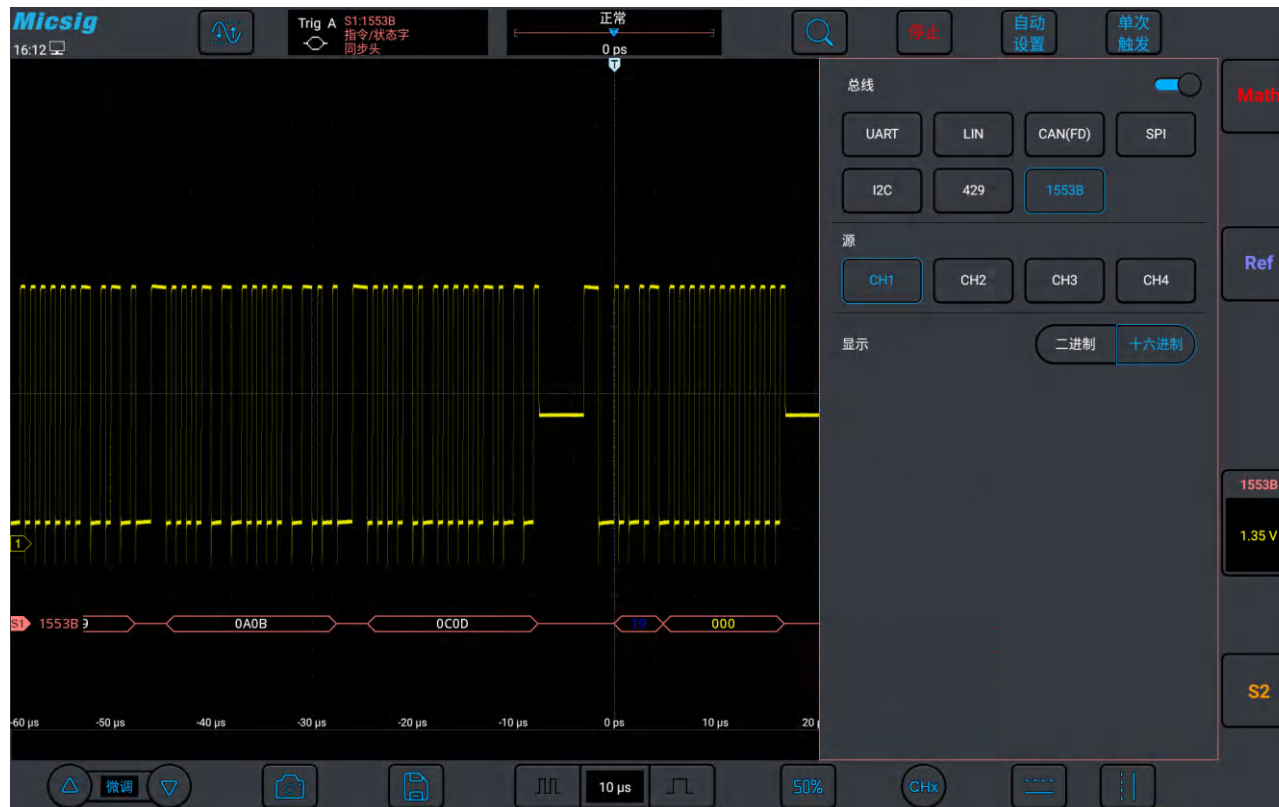 Micsig
16:12
Trig A
S1:1553B
指令/状态字
同步头
正常
0 ps
停止
自动
设置
单次
触发
T
总线
UART
LIN
CAN(FD)
SPI
I2C
429
1553B
源
CH1
CH2
CH3
CH4
显示
二进制
十六进制
Math
Ref
1553B
1.35 V
S2
1
S1 1553B 9 0A0B 0C0D 19 000
-60 μs -50 μs -40 μs -30 μs -20 μs -10 μs 0 ps 10 μs 20
微调
10 μs
50%
CHx